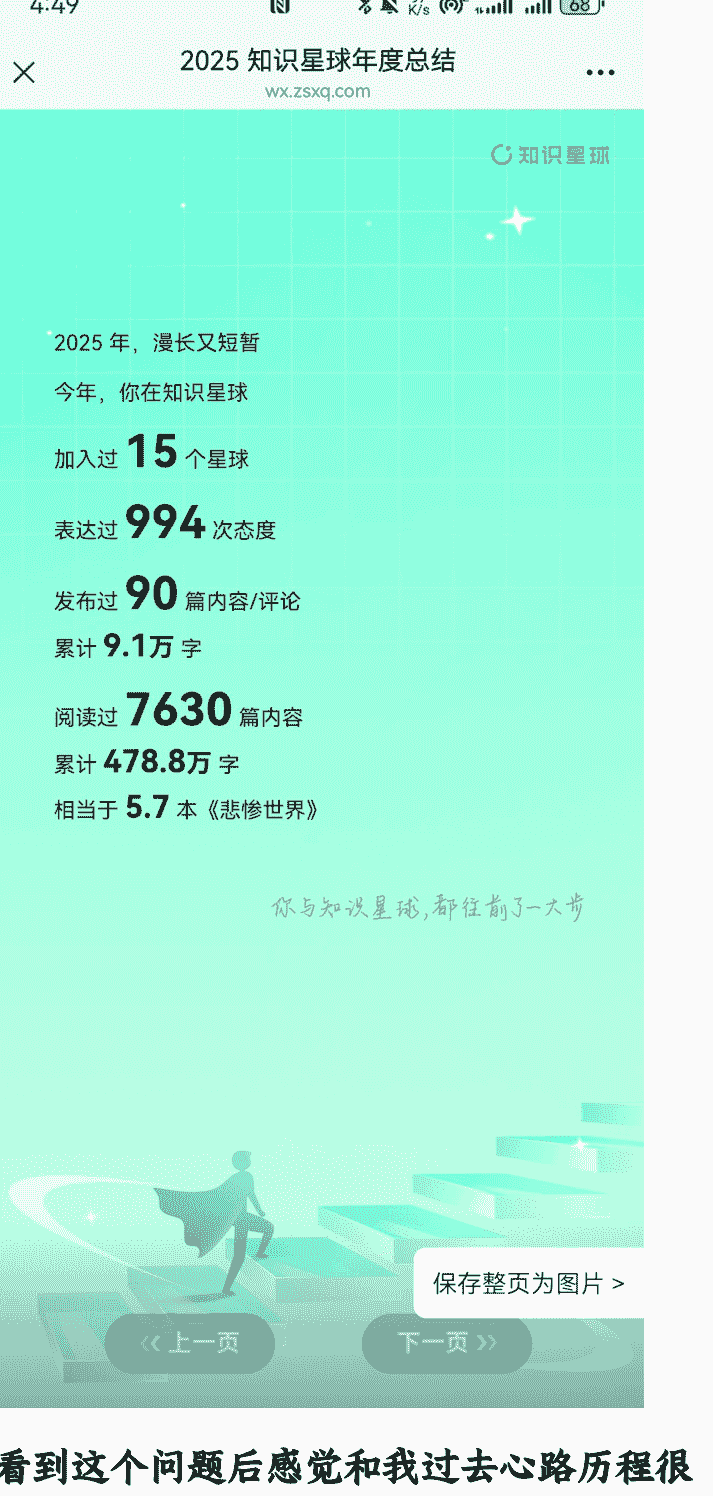 4:49
K/s
68
2025 知识星球年度总结
wx.zsxq.com
知识星球
2025 年，漫长又短暂
今年，你在知识星球
加入过 15 个星球
表达过 994 次态度
发布过 90 篇内容/评论
累计 9.1万 字
阅读过 7630 篇内容
累计 478.8万 字
相当于 5.7 本《悲惨世界》
你与知识星球,都往前了一大步
保存整页为图片 >
上一页
下一页
看到这个问题后感觉和我过去心路历程很